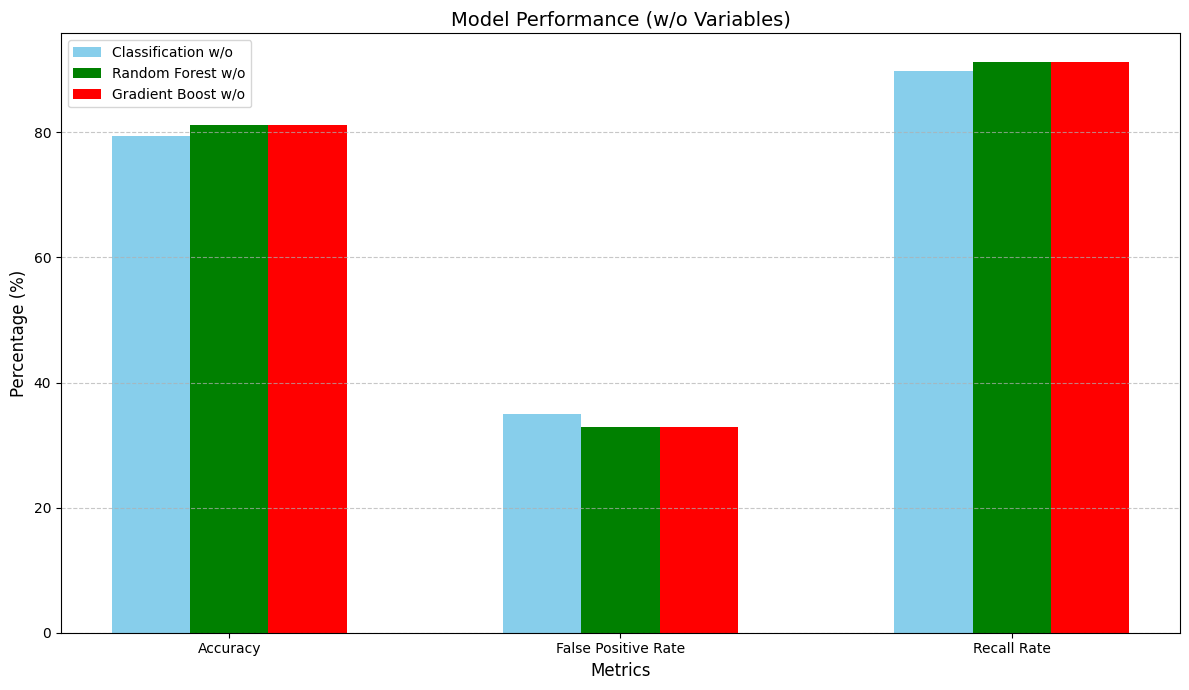 Model Performance (w/o Variables)
Classification w/o
Random Forest w/o
Gradient Boost w/o
Percentage (%)
80
60
40
20
0
Accuracy
False Positive Rate
Recall Rate
Metrics